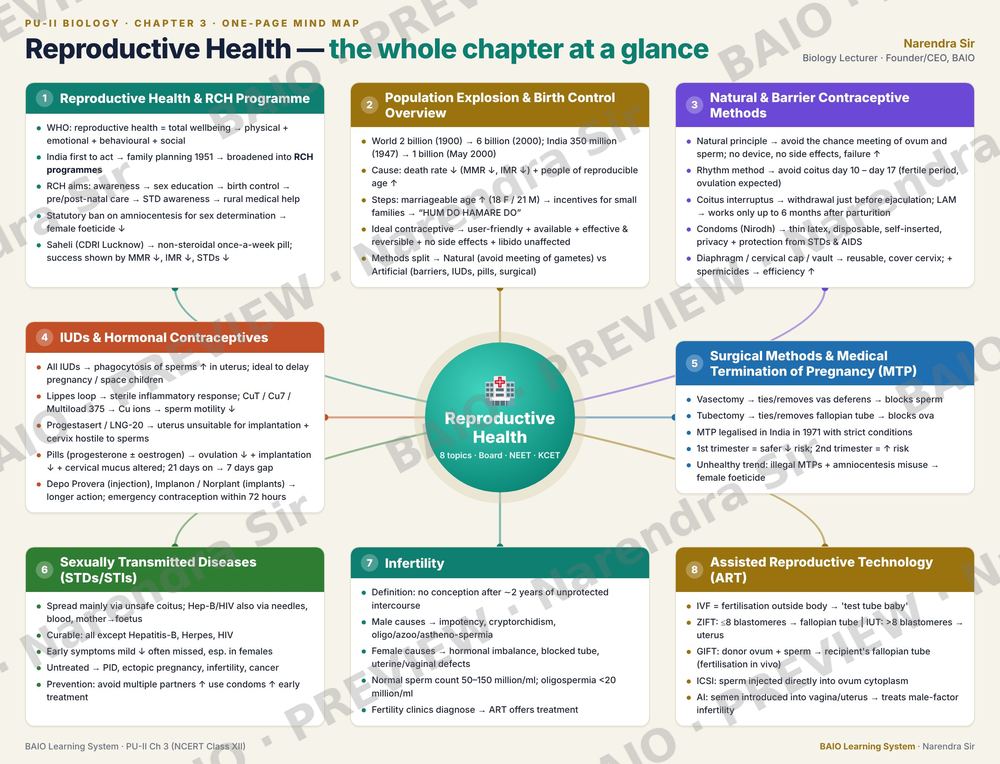 PU-II BIOLOGY · CHAPTER 3 · ONE-PAGE MIND MAP
Reproductive Health — the whole chapter at a glance
Narendra Sir
Biology Lecturer · Founder/CEO, BAIO
1 Reproductive Health & RCH Programme
• WHO: reproductive health = total wellbeing → physical +
emotional + behavioural + social
• India first to act → family planning 1951 → broadened into RCH
programmes
• RCH aims: awareness → sex education → birth control →
pre/post-natal care → STD awareness → rural medical help
• Statutory ban on amniocentesis for sex determination →
female foeticide ↓
• Saheli (CDRI Lucknow) → non-steroidal once-a-week pill;
success shown by MMR ↓, IMR ↓, STDs ↓
2 Population Explosion & Birth Control
Overview
• World 2 billion (1900) → 6 billion (2000); India 350 million
(1947) → 1 billion (May 2000)
• Cause: death rate ↓ (MMR ↓, IMR ↓) + people of reproducible
age ↑
• Steps: marriageable age ↑ (18 F / 21 M) → incentives for small
families → “HUM DO HAMARE DO”
• Ideal contraceptive → user-friendly + available + effective &
reversible + no side effects + libido unaffected
• Methods split → Natural (avoid meeting of gametes) vs
Artificial (barriers, IUDs, pills, surgical)
3 Natural & Barrier Contraceptive
Methods
• Natural principle → avoid the chance meeting of ovum and
sperm; no device, no side effects, failure ↑
• Rhythm method → avoid coitus day 10 – day 17 (fertile period,
ovulation expected)
• Coitus interruptus → withdrawal just before ejaculation; LAM
→ works only up to 6 months after parturition
• Condoms (Nirodh) → thin latex, disposable, self-inserted,
privacy + protection from STDs & AIDS
• Diaphragm / cervical cap / vault → reusable, cover cervix; +
spermicides → efficiency ↑
4 IUDs & Hormonal Contraceptives
• All IUDs → phagocytosis of sperms ↑ in uterus; ideal to delay
pregnancy / space children
• Lippes loop → sterile inflammatory response; CuT / Cu7 /
Multiload 375 → Cu ions → sperm motility ↓
• Progestasert / LNG-20 → uterus unsuitable for implantation +
cervix hostile to sperms
• Pills (progesterone ± oestrogen) → ovulation ↓ + implantation
↓ + cervical mucus altered; 21 days on → 7 days gap
• Depo Provera (injection), Implanon / Norplant (implants) →
longer action; emergency contraception within 72 hours
Reproductive
Health
8 topics · Board · NEET · KCET
5 Surgical Methods & Medical
Termination of Pregnancy (MTP)
• Vasectomy → ties/removes vas deferens → blocks sperm
• Tubectomy → ties/removes fallopian tube → blocks ova
• MTP legalised in India in 1971 with strict conditions
• 1st trimester = safer ↓ risk; 2nd trimester = ↑ risk
• Unhealthy trend: illegal MTPs + amniocentesis misuse →
female foeticide
6 Sexually Transmitted Diseases
(STDs/STIs)
• Spread mainly via unsafe coitus; Hep-B/HIV also via needles,
blood, mother→foetus
• Curable: all except Hepatitis-B, Herpes, HIV
• Early symptoms mild ↓ often missed, esp. in females
• Untreated → PID, ectopic pregnancy, infertility, cancer
• Prevention: avoid multiple partners ↑ use condoms ↑ early
treatment
7 Infertility
• Definition: no conception after ~2 years of unprotected
intercourse
• Male causes → impotency, cryptorchidism,
oligo/azoo/astheno-spermia
• Female causes → hormonal imbalance, blocked tube,
uterine/vaginal defects
• Normal sperm count 50–150 million/ml; oligospermia <20
million/ml
• Fertility clinics diagnose → ART offers treatment
8 Assisted Reproductive Technology
(ART)
• IVF = fertilisation outside body → 'test tube baby'
• ZIFT: ≤8 blastomeres → fallopian tube | IUT: >8 blastomeres →
uterus
• GIFT: donor ovum + sperm → recipient's fallopian tube
(fertilisation in vivo)
• ICSI: sperm injected directly into ovum cytoplasm
• AI: semen introduced into vagina/uterus → treats male-factor
infertility
BAIO Learning System · PU-II Ch 3 (NCERT Class XII)
BAIO Learning System · Narendra Sir
BAIO · PREVIEW · Narendra Sir